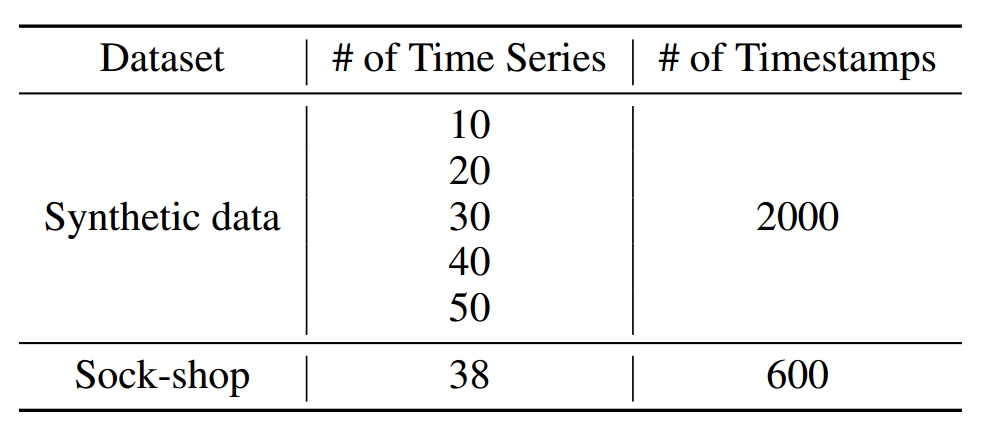 Dataset # of Time Series # of Timestamps
10
20
Synthetic data 30 2000
40
50
Sock-shop 38 600